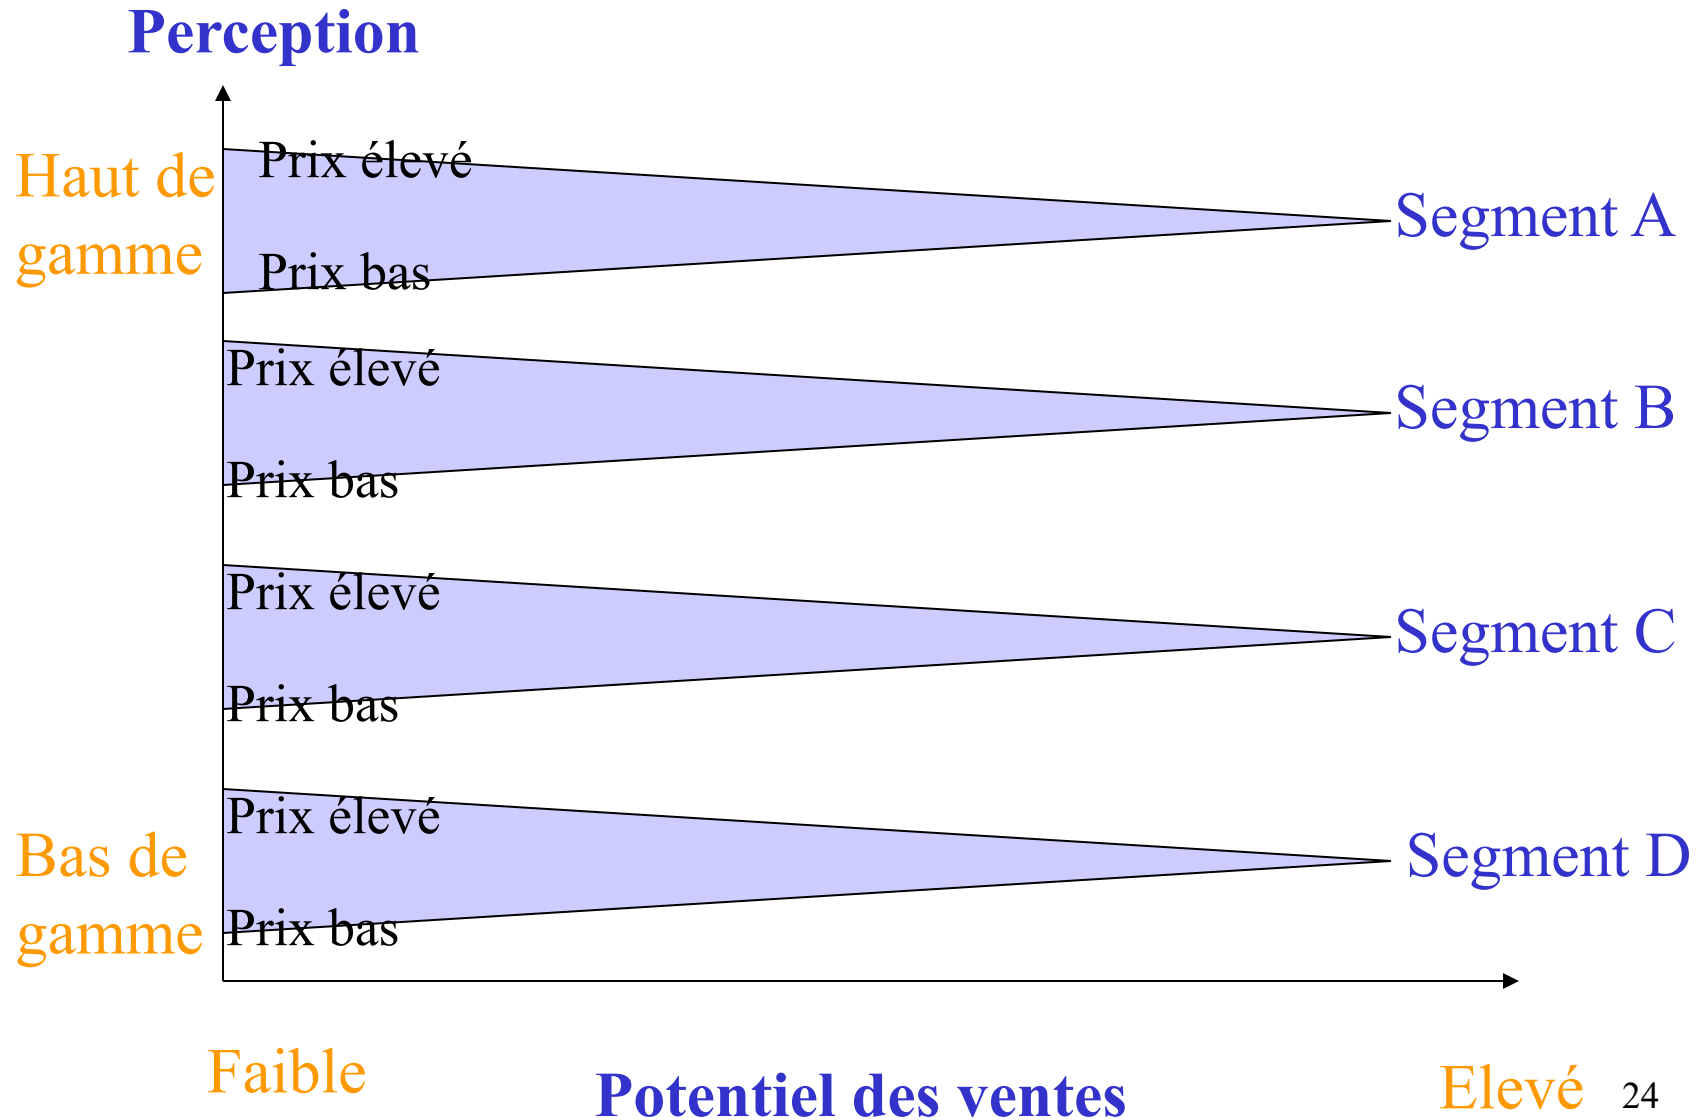 Perception
Haut de
gamme
Prix élevé
Prix bas
Segment A
Prix élevé
Prix bas
Segment B
Prix élevé
Prix bas
Segment C
Bas de
gamme
Prix élevé
Prix bas
Segment D
Faible
Potentiel des ventes
Elevé
24